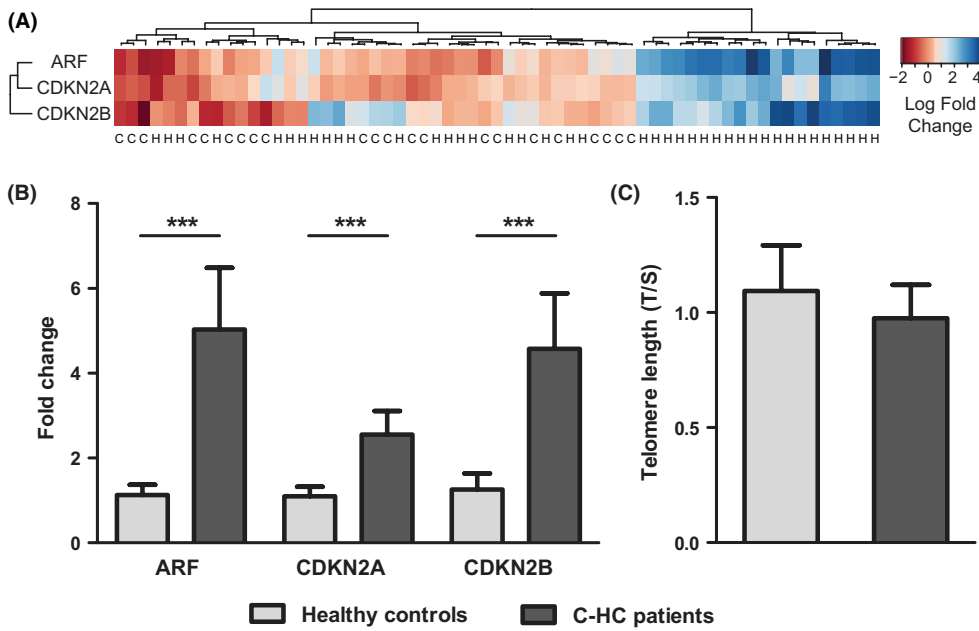 (A)
ARF
CDKN2A
CDKN2B
C C C H H H C C H C C C C H H H H H H H C C C H C C H H H H C C H H C H C H H C C C C H H H H H H H H H H H H H H H H H H H H
−2 0 2 4
Log Fold
Change
(B)
Fold change
8
6
4
2
0
*** *** ***
ARF CDKN2A CDKN2B
(C)
Telomere length (T/S)
1.5
1.0
0.5
0.0
Healthy controls C-HC patients